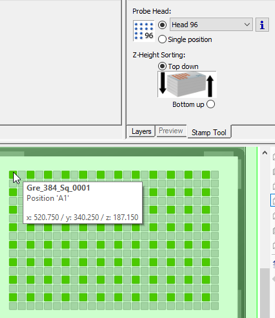 Probe Head:
96
Head 96
i
Single position
Z-Height Sorting:
Top down
Bottom up
Layers
Preview
Stamp Tool
Gre_384_Sq_0001
Position 'A1'
x: 520.750 / y: 340.250 / z: 187.150